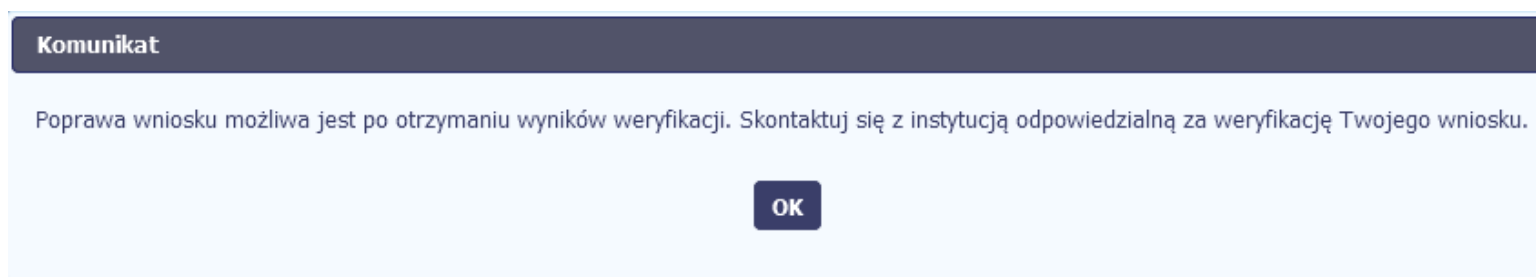 Komunikat
Poprawa wniosku możliwa jest po otrzymaniu wyników weryfikacji. Skontaktuj się z instytucją odpowiedzialną za weryfikację Twojego wniosku.
OK